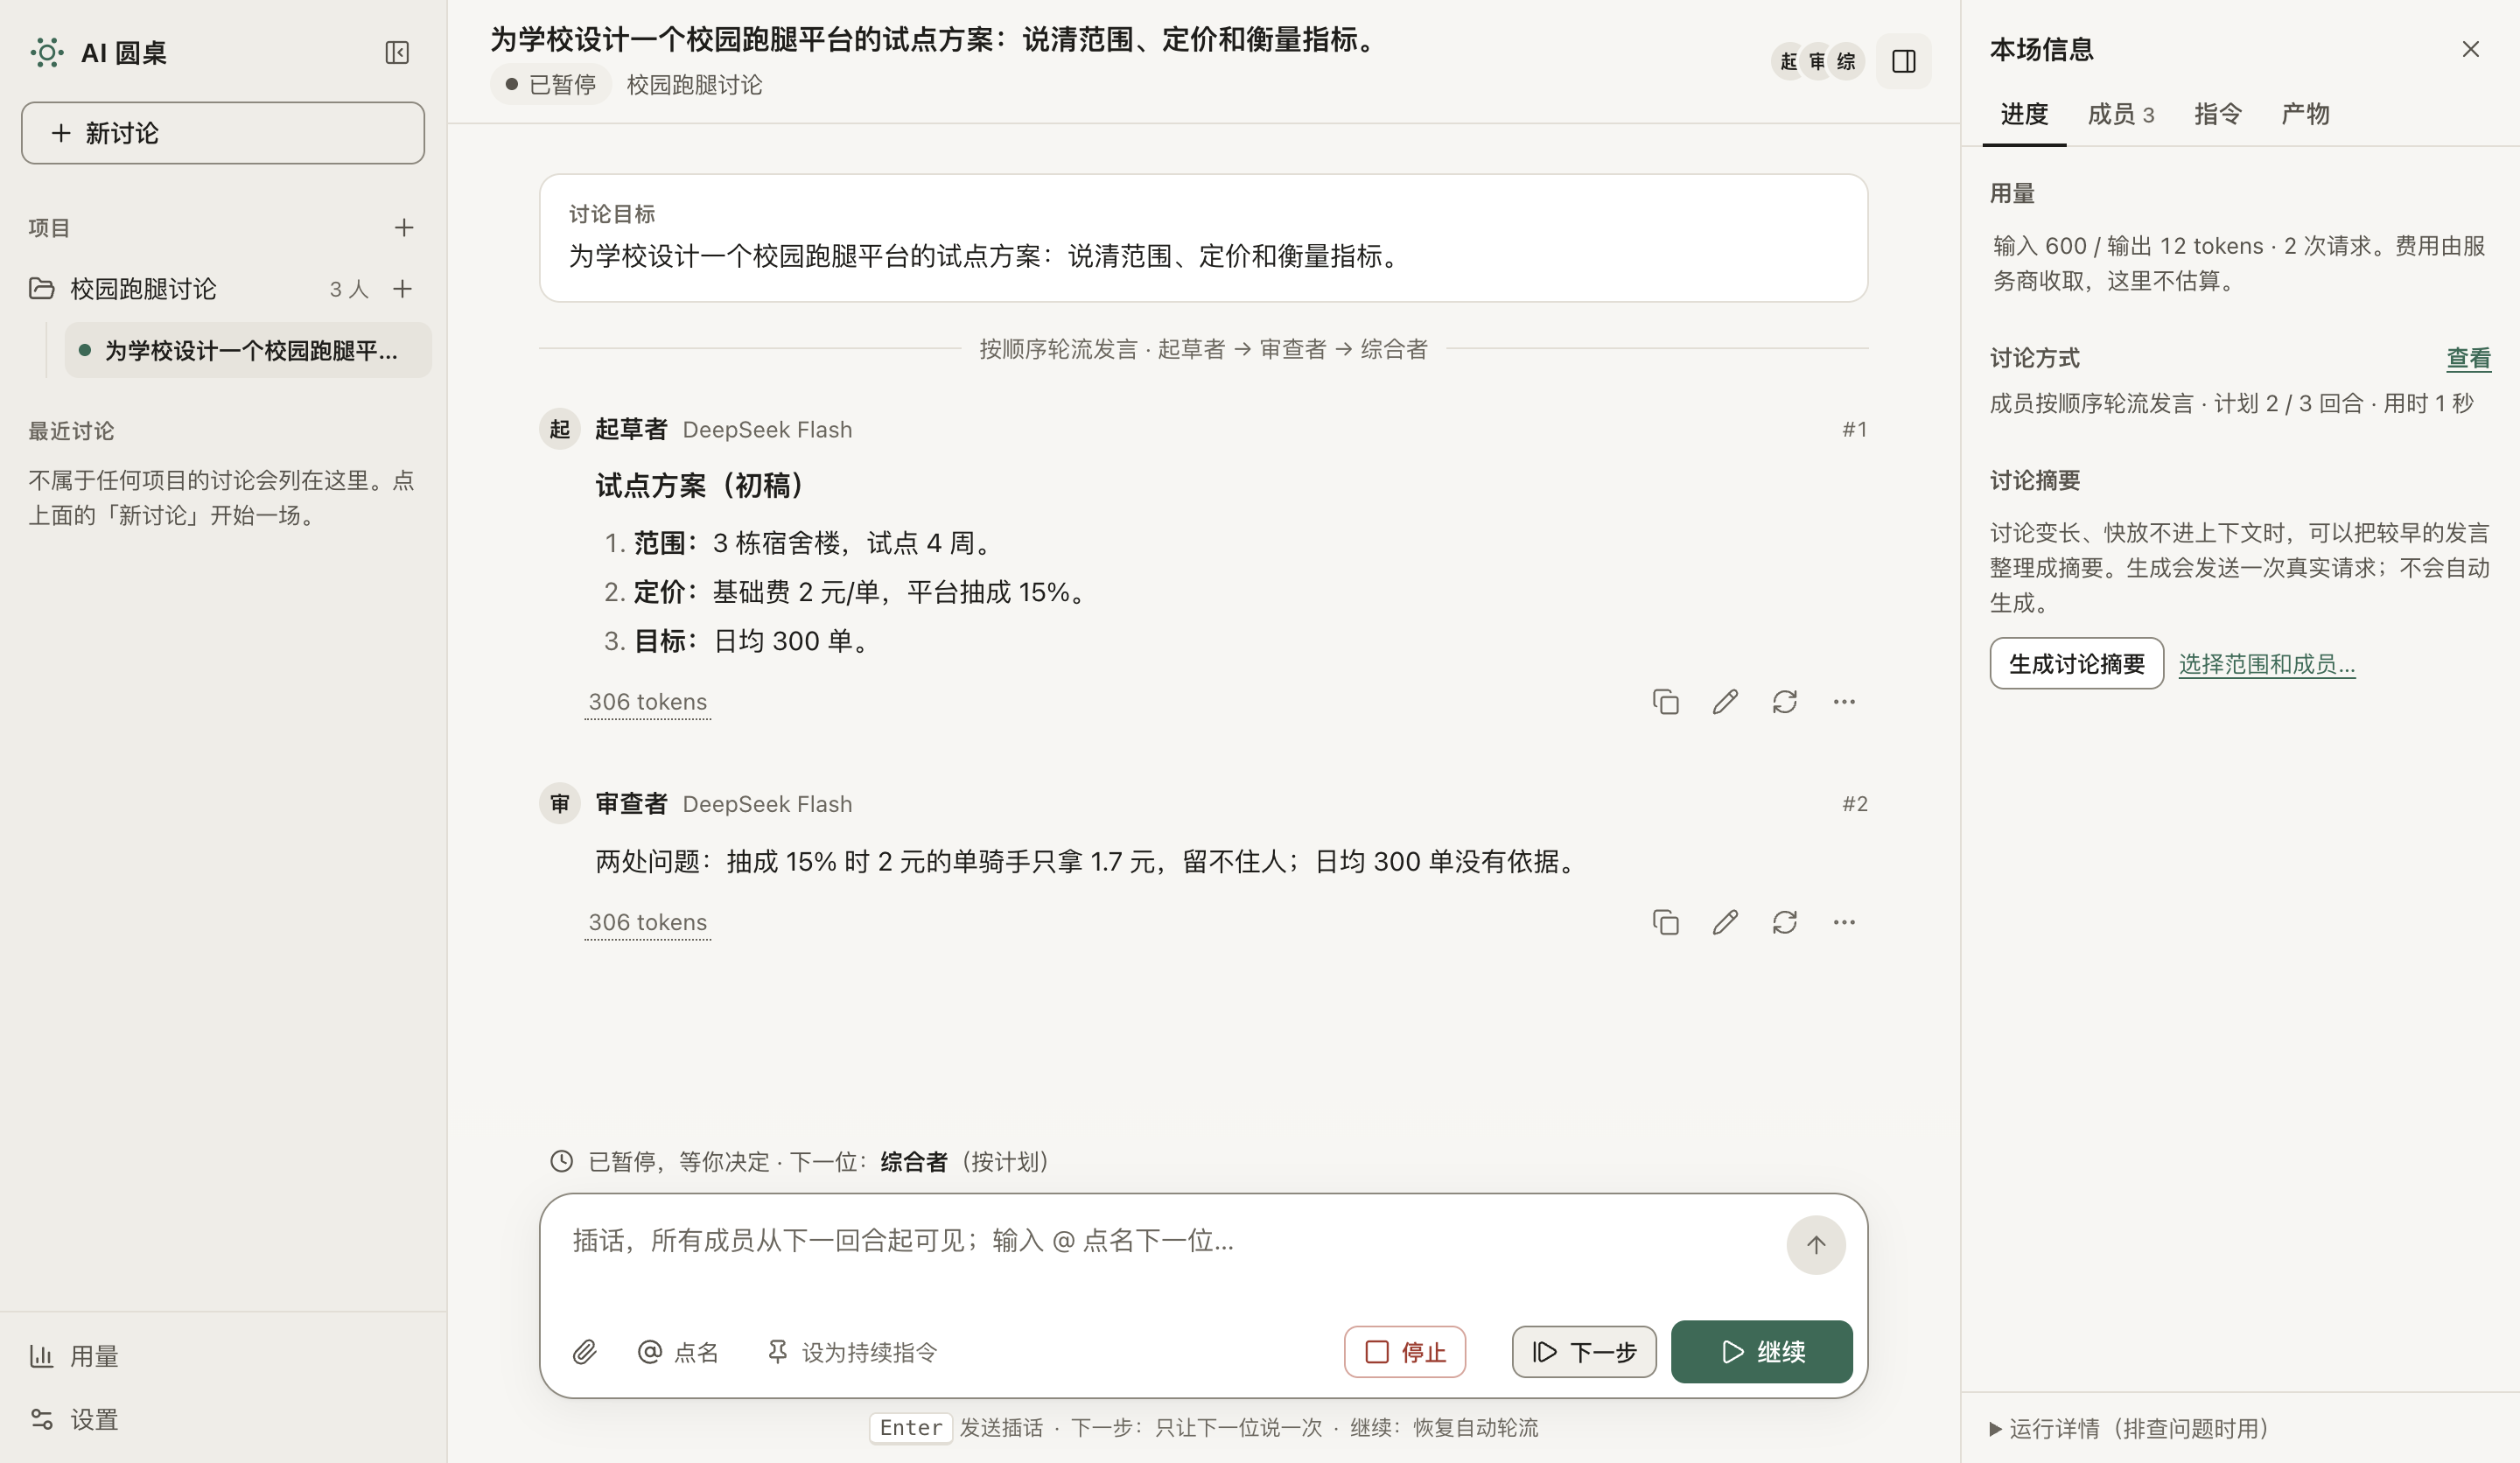 AI 圆桌
新讨论
项目
校园跑腿讨论 3 人
为学校设计一个校园跑腿平...
最近讨论
不属于任何项目的讨论会列在这里。点
上面的「新讨论」开始一场。
用量
设置
为学校设计一个校园跑腿平台的试点方案：说清范围、定价和衡量指标。
已暂停 校园跑腿讨论
起 审 综
讨论目标
为学校设计一个校园跑腿平台的试点方案：说清范围、定价和衡量指标。
按顺序轮流发言 · 起草者 → 审查者 → 综合者
起 起草者 DeepSeek Flash #1
试点方案（初稿）
1. 范围：3 栋宿舍楼，试点 4 周。
2. 定价：基础费 2 元/单，平台抽成 15%。
3. 目标：日均 300 单。
306 tokens
审 审查者 DeepSeek Flash #2
两处问题：抽成 15% 时 2 元的单骑手只拿 1.7 元，留不住人；日均 300 单没有依据。
306 tokens
已暂停，等你决定 · 下一位：综合者（按计划）
插话，所有成员从下一回合起可见；输入 @ 点名下一位...
点名 设为持续指令 停止 下一步 继续
Enter 发送插话 · 下一步：只让下一位说一次 · 继续：恢复自动轮流
本场信息
进度 成员 3 指令 产物
用量
输入 600 / 输出 12 tokens · 2 次请求。费用由服
务商收取，这里不估算。
讨论方式 查看
成员按顺序轮流发言 · 计划 2 / 3 回合 · 用时 1 秒
讨论摘要
讨论变长、快放不进上下文时，可以把较早的发言
整理成摘要。生成会发送一次真实请求；不会自动
生成。
生成讨论摘要 选择范围和成员...
运行详情（排查问题时用）